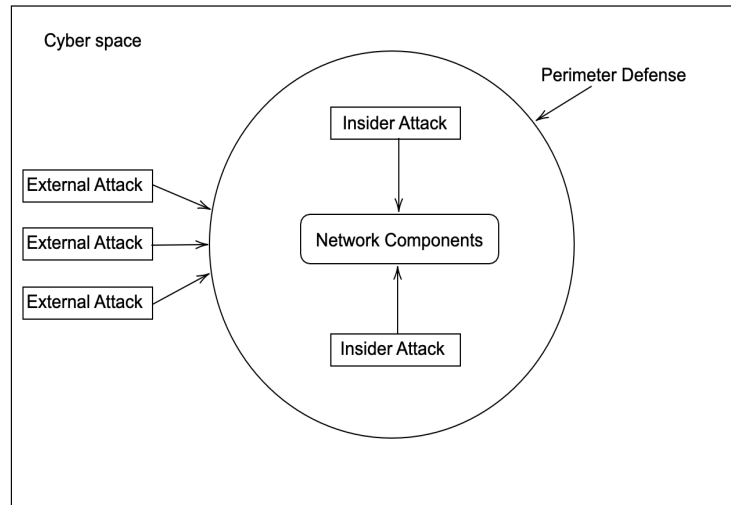 Cyber space
Perimeter Defense
Insider Attack
External Attack
External Attack
Network Components
External Attack
Insider Attack